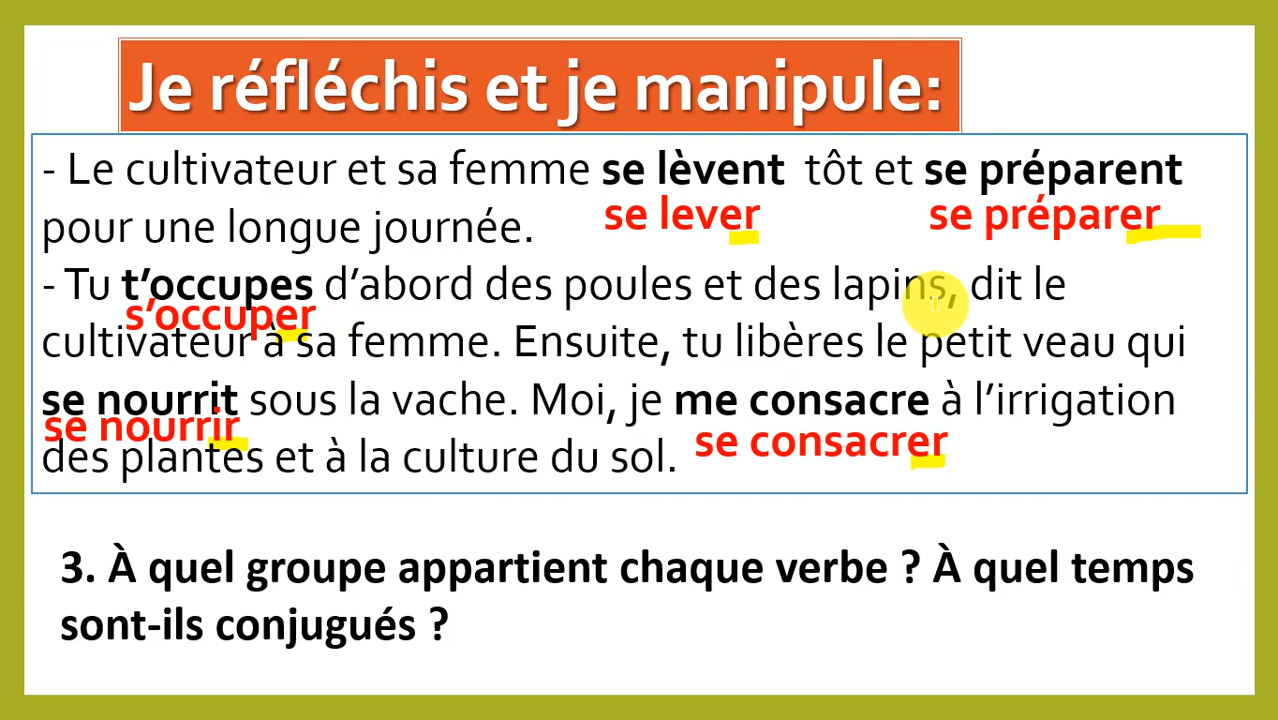 Je réfléchis et je manipule:
- Le cultivateur et sa femme se lèvent tôt et se préparent
se lever se préparer
pour une longue journée.
- Tu t’occupes d’abord des poules et des lapins, dit le
s’occuper
cultivateur à sa femme. Ensuite, tu libères le petit veau qui
se nourrit sous la vache. Moi, je me consacre à l’irrigation
se nourrir se consacrer
des plantes et à la culture du sol.
3. À quel groupe appartient chaque verbe ? À quel temps
sont-ils conjugués ?